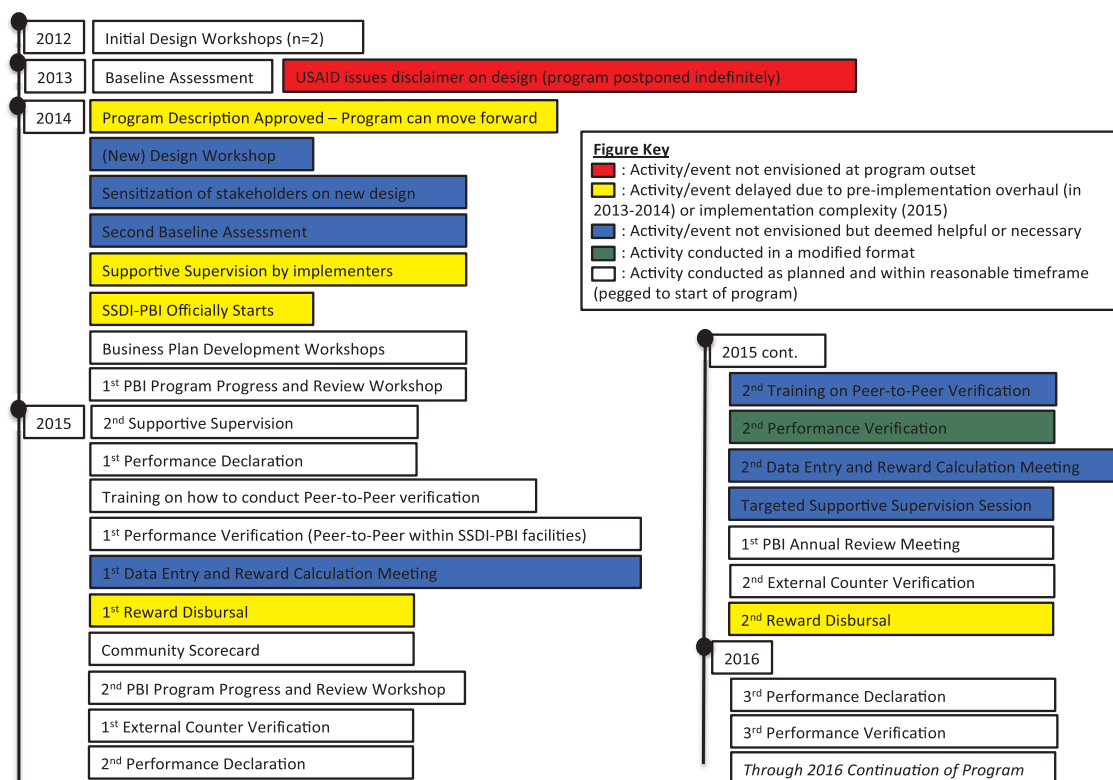 2012
Initial Design Workshops (n=2)
2013
Baseline Assessment
USAID issues disclaimer on design (program postponed indefinitely)
2014
Program Description Approved – Program can move forward
(New) Design Workshop
Sensitization of stakeholders on new design
Second Baseline Assessment
Supportive Supervision by implementers
SSDI-PBI Officially Starts
Business Plan Development Workshops
1st PBI Program Progress and Review Workshop
2015
2nd Supportive Supervision
1st Performance Declaration
Training on how to conduct Peer-to-Peer verification
1st Performance Verification (Peer-to-Peer within SSDI-PBI facilities)
1st Data Entry and Reward Calculation Meeting
1st Reward Disbursal
Community Scorecard
2nd PBI Program Progress and Review Workshop
1st External Counter Verification
2nd Performance Declaration
Figure Key
: Activity/event not envisioned at program outset
: Activity/event delayed due to pre-implementation overhaul (in
2013-2014) or implementation complexity (2015)
: Activity/event not envisioned but deemed helpful or necessary
: Activity conducted in a modified format
: Activity conducted as planned and within reasonable timeframe
(pegged to start of program)
2015 cont.
2nd Training on Peer-to-Peer Verification
2nd Performance Verification
2nd Data Entry and Reward Calculation Meeting
Targeted Supportive Supervision Session
1st PBI Annual Review Meeting
2nd External Counter Verification
2nd Reward Disbursal
2016
3rd Performance Declaration
3rd Performance Verification
Through 2016 Continuation of Program